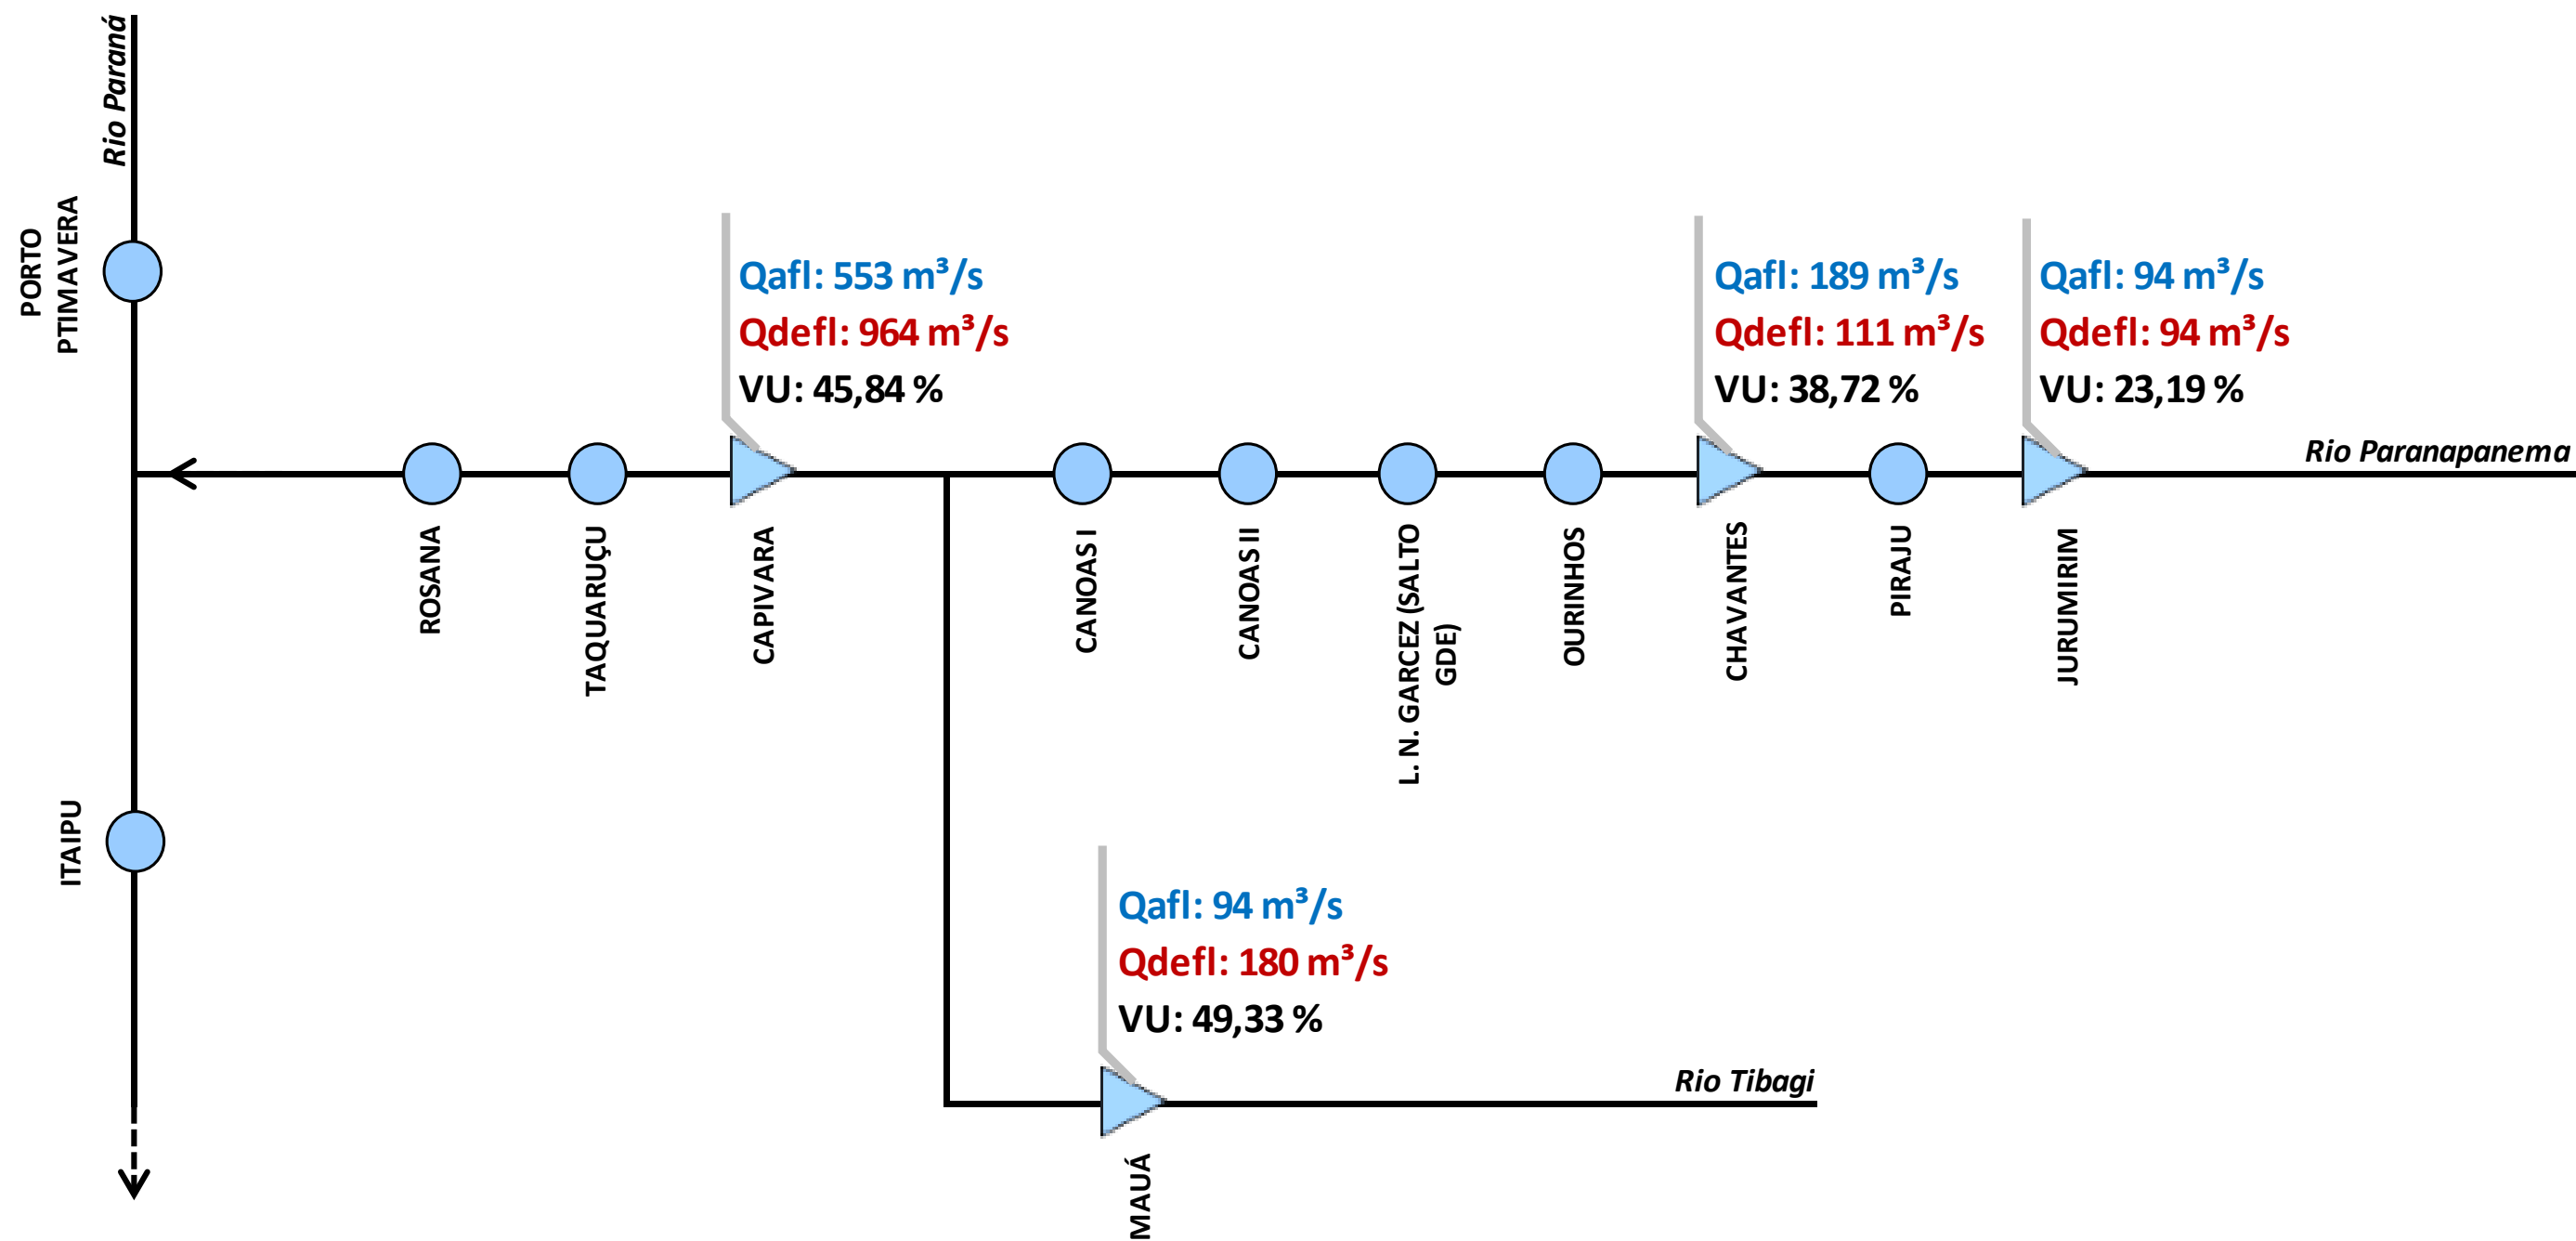 Rio Paraná
PORTO
PTIMAVERA
Qafl: 553 m³/s
Qdefl: 964 m³/s
VU: 45,84 %
Qafl: 189 m³/s
Qdefl: 111 m³/s
VU: 38,72 %
Qafl: 94 m³/s
Qdefl: 94 m³/s
VU: 23,19 %
Rio Paranapanema
ROSANA
TAQUARUÇU
CAPIVARA
CANOAS I
CANOAS II
L. N. GARCEZ (SALTO
GDE)
OURINHOS
CHAVANTES
PIRAJU
JURUMIRIM
ITAIPU
Qafl: 94 m³/s
Qdefl: 180 m³/s
VU: 49,33 %
Rio Tibagi
MAUÁ